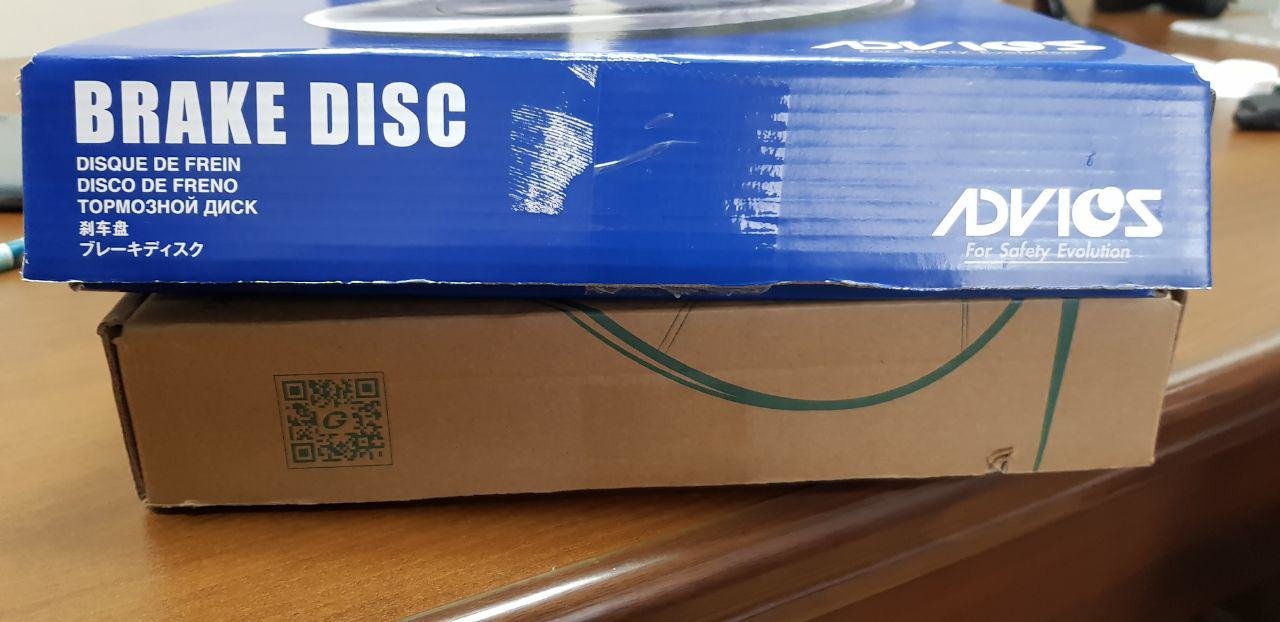 ADVICS
BRAKE DISC
DISQUE DE FREIN
DISCO DE FRENO
ТОРМОЗНОЙ ДИСК
刹车盘
ブレーキディスク
ADVICS
For Safety Evolution
G